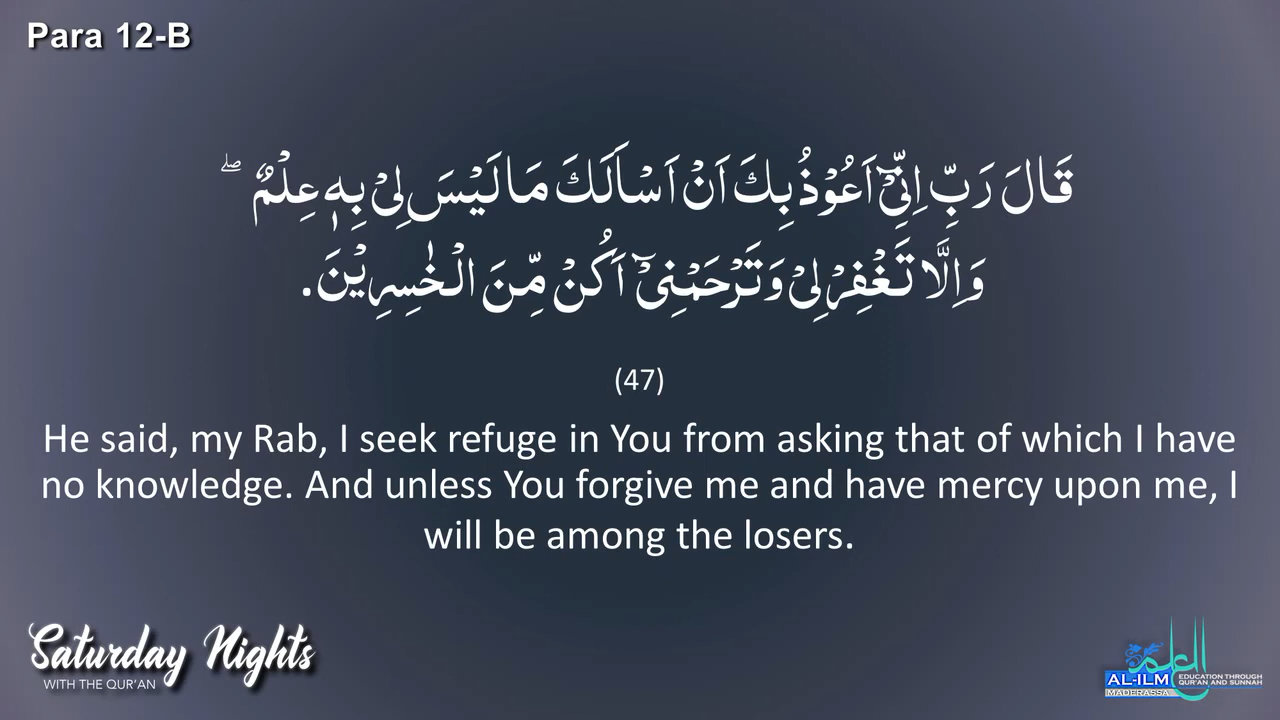 Para 12-B
قَالَ رَبِّ اِنِّیْۤ اَعُوْذُ بِكَ اَنْ اَسْاَلَكَ مَا لَیْسَ لِیْ بِهٖ عِلْمٌ ؕۖ
وَاِلَّا تَغْفِرْ لِیْ وَتَرْحَمْنِیْۤ اَكُنْ مِّنَ الْخٰسِرِیْنَ.
(47)
He said, my Rab, I seek refuge in You from asking that of which I have
no knowledge. And unless You forgive me and have mercy upon me, I
will be among the losers.
Saturday Nights
WITH THE QUR'AN
العلم
AL-ILM
MADERASSA
EDUCATION THROUGH
QUR'AN AND SUNNAH